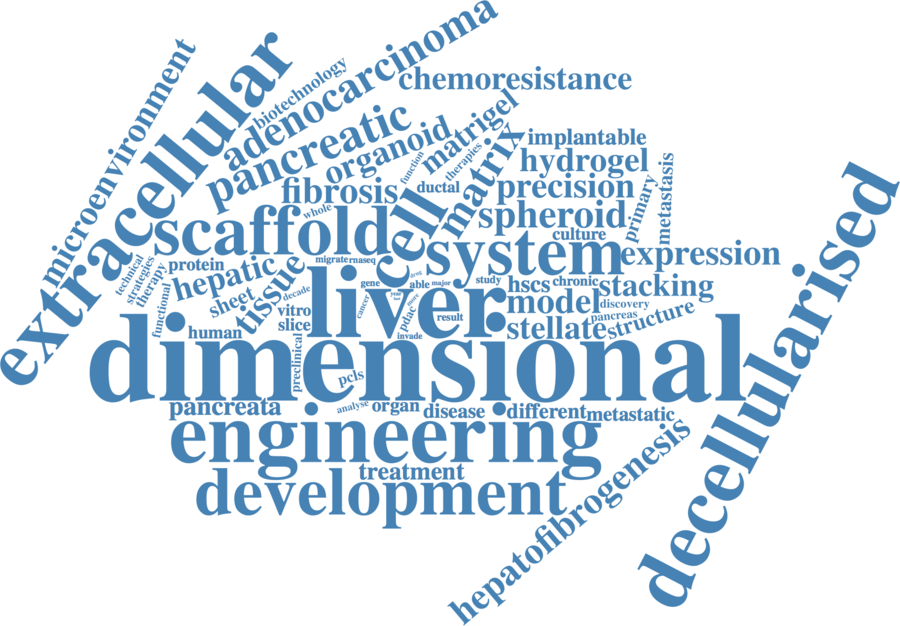 adenocarcinoma
extracellular
microenvironment
biotechnology
chemoresistance
pancreatic
organoid
matrigel
matrix
implantable
hydrogel
function
therapies
fibrosis
ductal
precision
primary
metastasis
whole
cell
spheroid
scaffold
culture
system
expression
decellularised
technical
strategies
therapy
protein
hepatic
tissue
migrate
rnaseq
functional
sheet
decade
liver
gene
able
major
study
hscs
chronic
stacking
cancer
more
pdac
model
discovery
human
vitro
slice
result
pancreas
stellate
structure
invade
dimensional
preclinical
pcls
pancreata
analyse
organ
disease
different
metastatic
engineering
treatment
development
hepatofibrogenesis